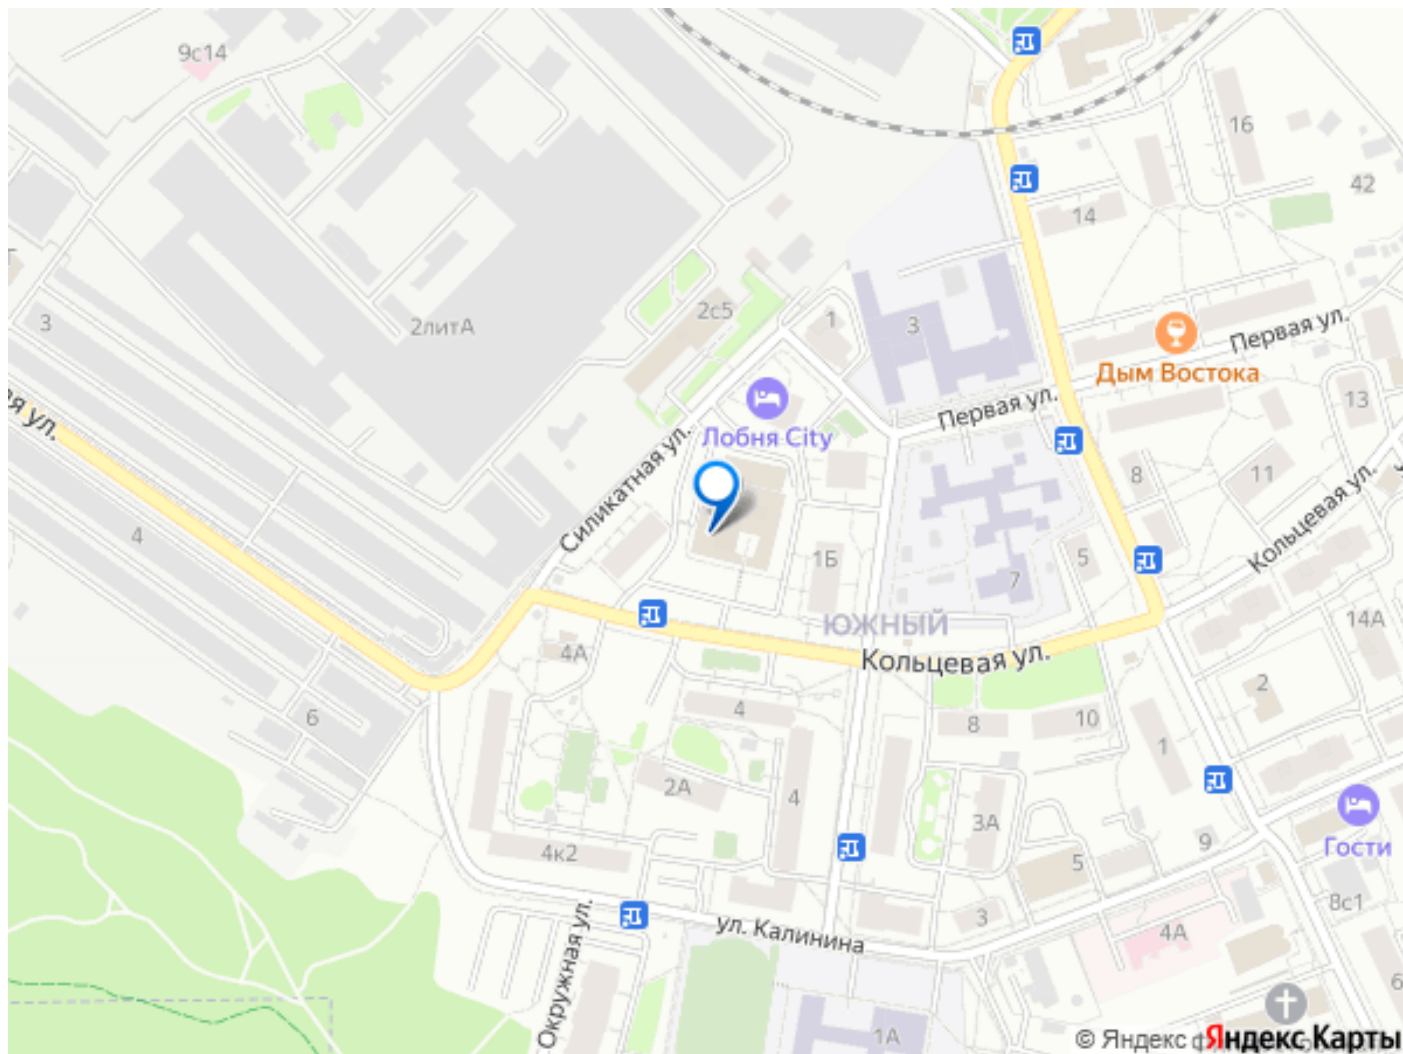 9с14
16
42
14
3
2литА
2с5
1
3
Первая ул.
Дым Востока
Первая ул.
13
Лобня City
8
11
Силикатная ул.
Кольцевая ул.
ая ул.
4
1Б
5
7
ЮЖНЫЙ
14А
4А
Кольцевая ул.
2
6
4
8
10
1
2А
4
3А
9
Гости
4к2
5
8с1
3
4А
ул. Калинина
Окружная ул.
6
1А
© Яндекс
Яндекс Карты